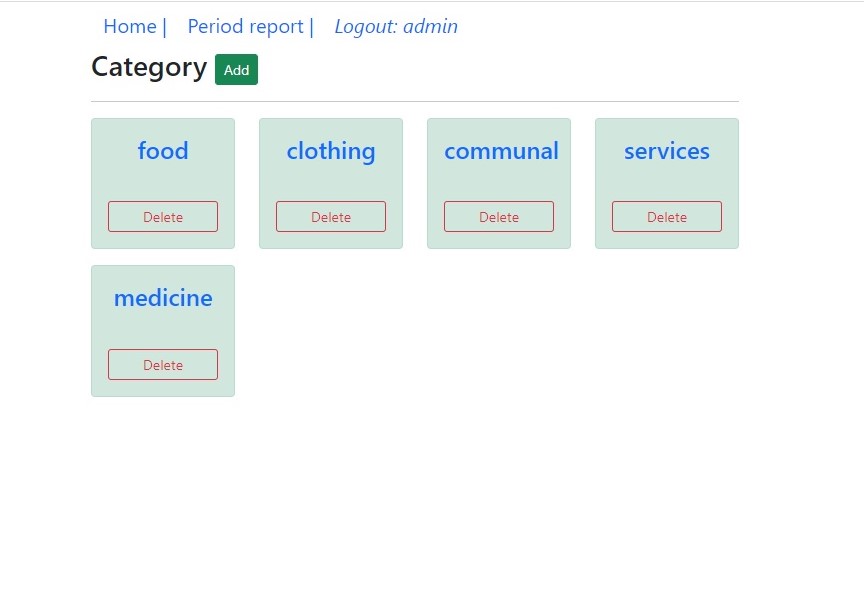 Home | Period report | Logout: admin
Category Add
food clothing communal services
Delete Delete Delete Delete
medicine
Delete